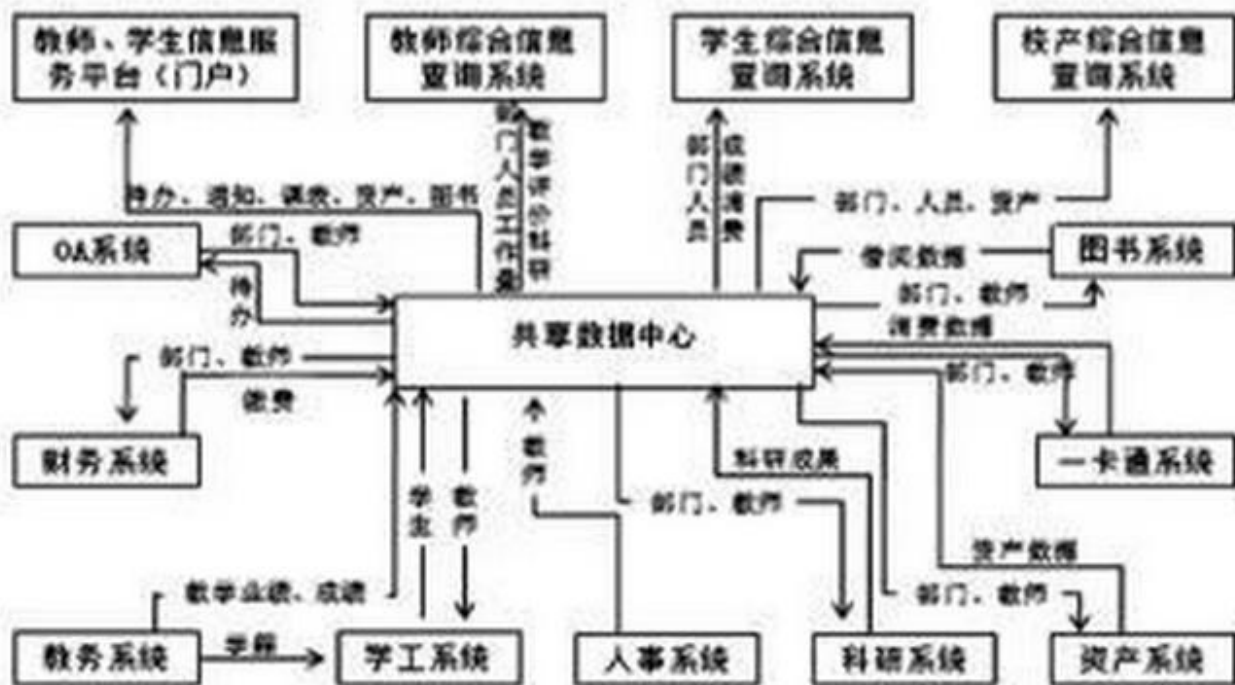 教师、学生信息服
务平台（门户）
教师综合信息
查询系统
学生综合信息
查询系统
校产综合信息
查询系统
部门人员工作量
教学评价科研
部门人员
成绩消费
待办、通知、课表、资产、图书
部门、人员、资产
OA系统
部门、教师
待办
借阅数据
图书系统
部门、教师
共享数据中心
消费数据
部门、教师
部门、教师
缴费
财务系统
一卡通系统
学生
教师
教师
科研成果
部门、教师
资产数据
教学业绩、成绩
部门、教师
教务系统
学籍
学工系统
人事系统
科研系统
资产系统